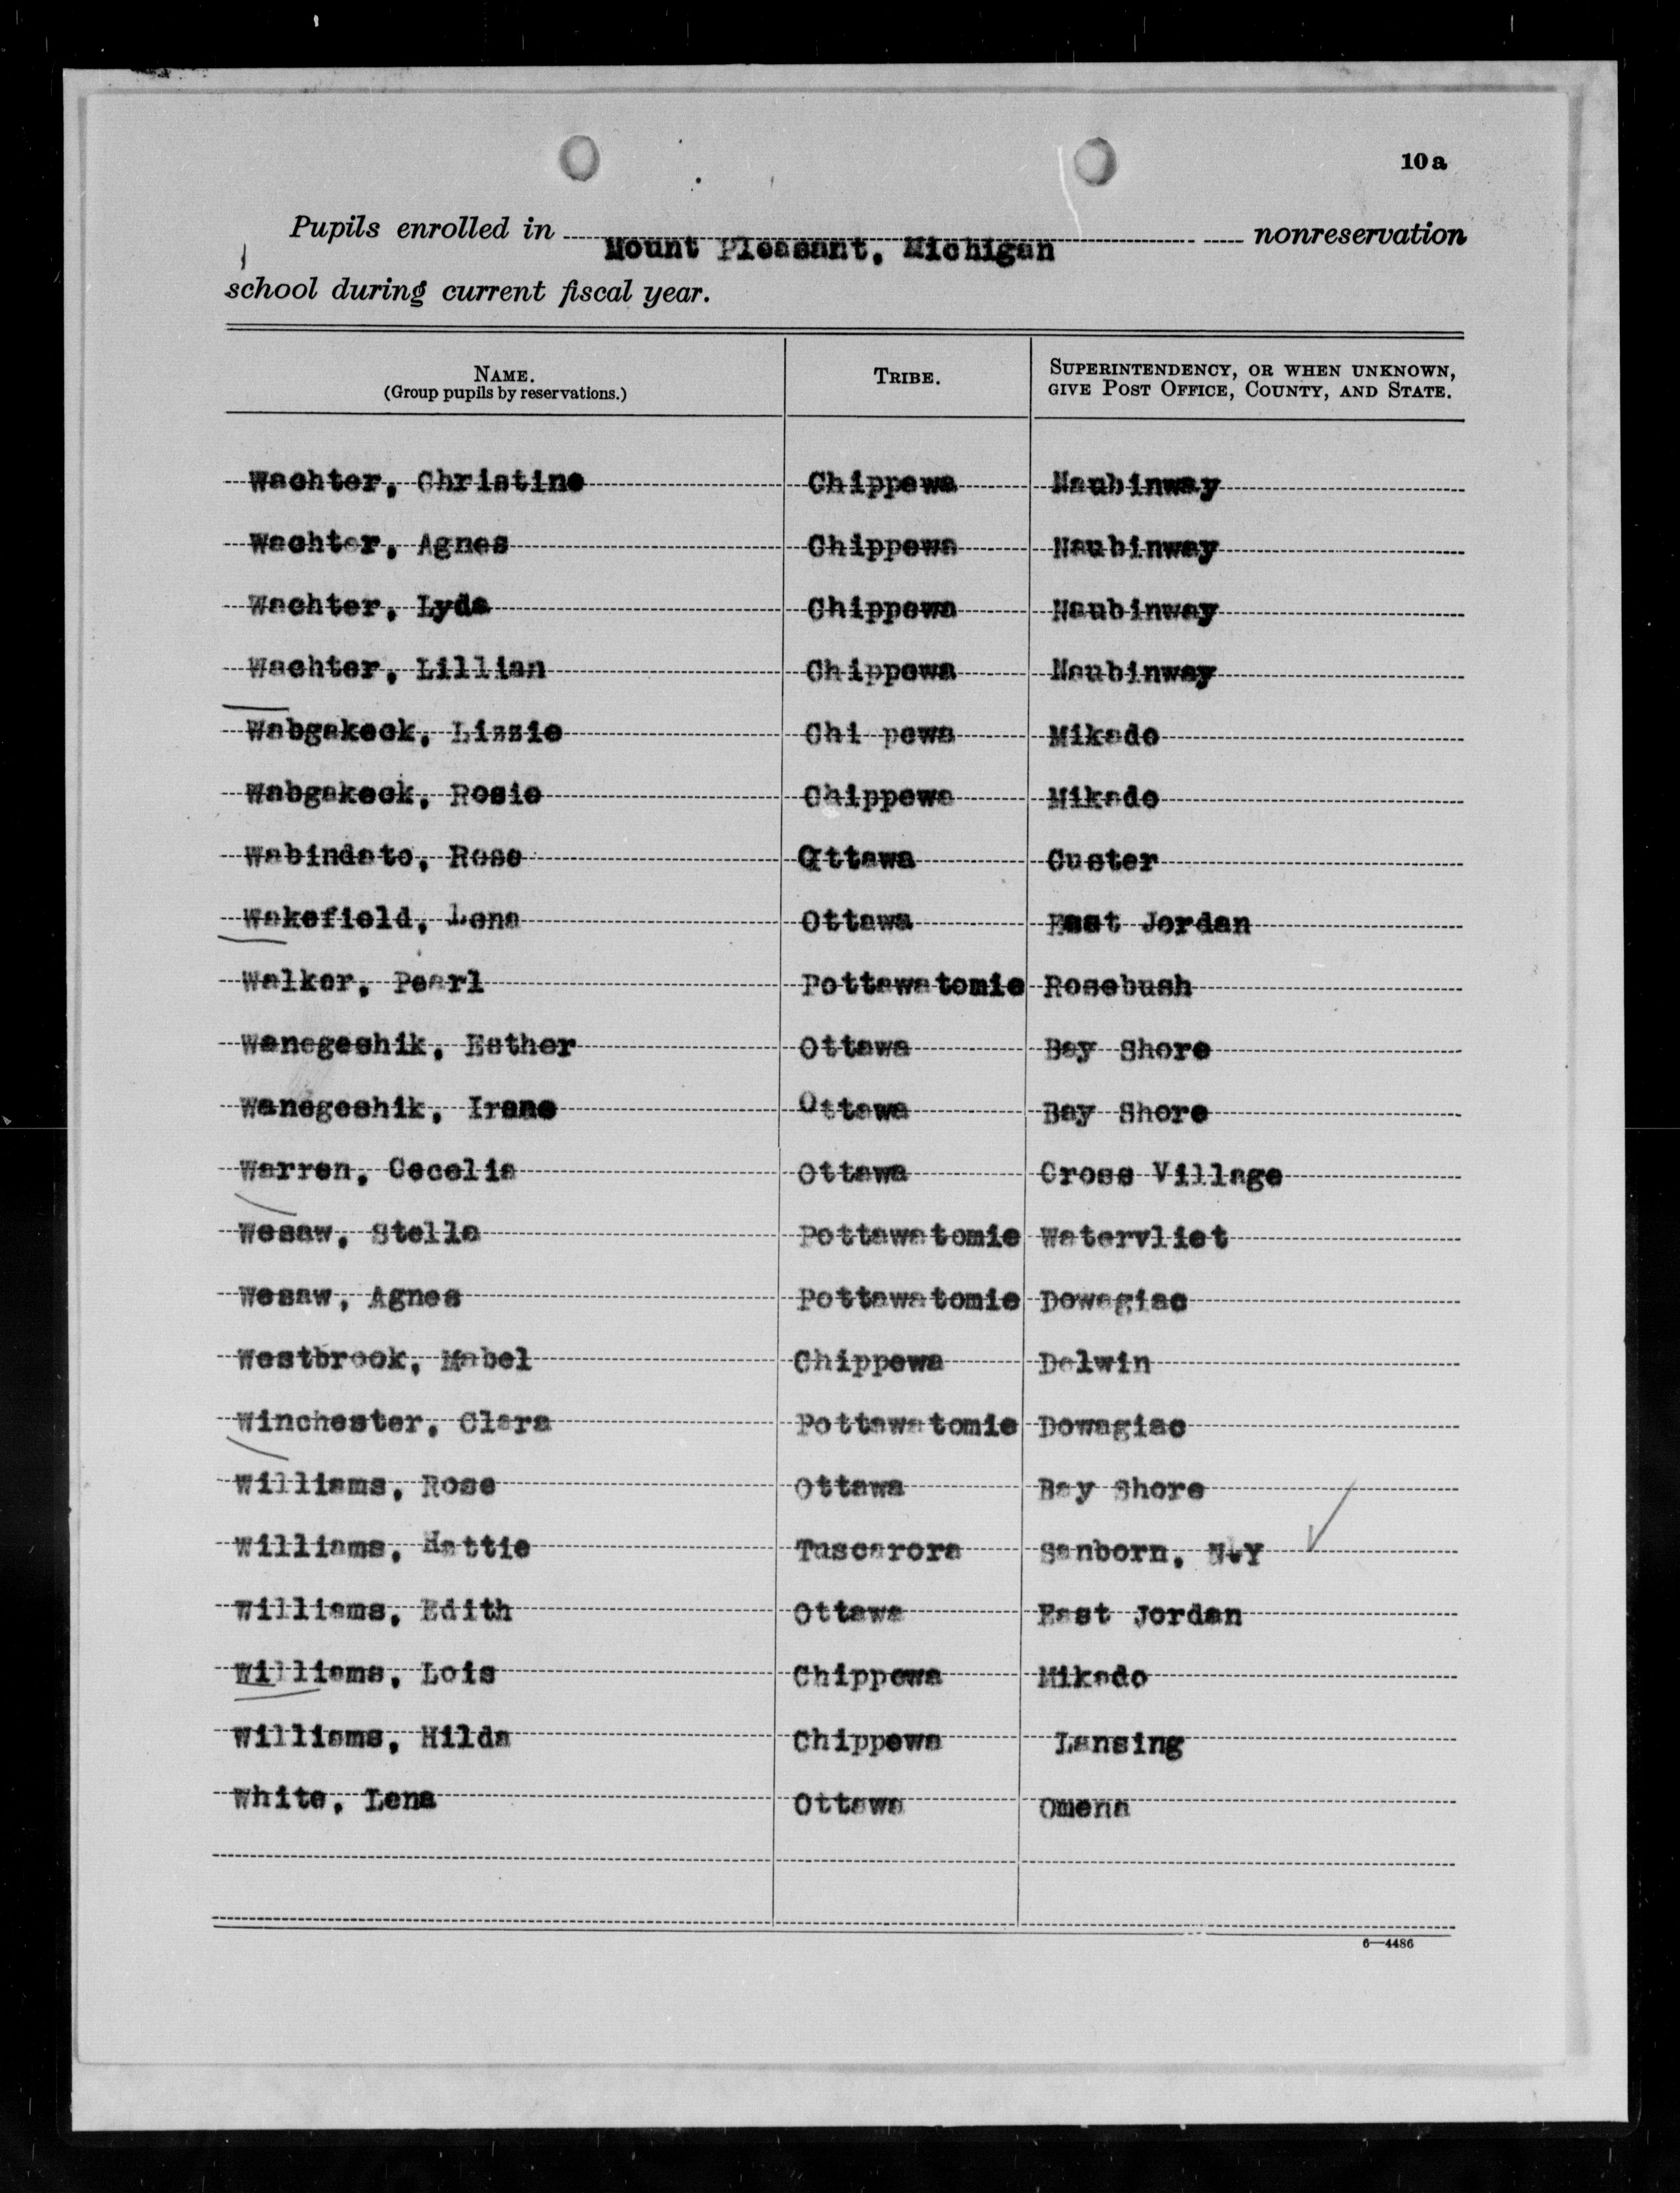 10 a
Pupils enrolled in Mount Pleasant, Michigan nonreservation
school during current fiscal year.
NAME. TRIBE. SUPERINTENDENCY, OR WHEN UNKNOWN,
(Group pupils by reservations.) GIVE POST OFFICE, COUNTY, AND STATE.
Wachter, Christine Chippewa Naubinway
Wachter, Agnes Chippewa Naubinway
Wachter, Lyda Chippewa Naubinway
Wachter, Lillian Chippewa Naubinway
Wabgakeck, Lizzie Chi pewa Mikado
Wabgakeck, Rosie Chippewa Mikado
Wabindato, Rose Ottawa Custer
Wakefield, Lena Ottawa East Jordan
Walker, Pearl Pottawatomie Rosebush
Wanegeshik, Esther Ottawa Bay Shore
Wanegeshik, Irene Ottawa Bay Shore
Warren, Cecelia Ottawa Cross Village
Wesaw, Stella Pottawatomie Watervliet
Wesaw, Agnes Pottawatomie Dowagiac
Westbrook, Mabel Chippewa Delwin
Winchester, Clara Pottawatomie Dowagiac
Williams, Rose Ottawa Bay Shore
Williams, Hattie Tuscarora Sanborn, N.Y
Williams, Edith Ottawa East Jordan
Williams, Lois Chippewa Mikado
Williams, Hilda Chippewa Lansing
White, Lena Ottawa Omena
6—4486